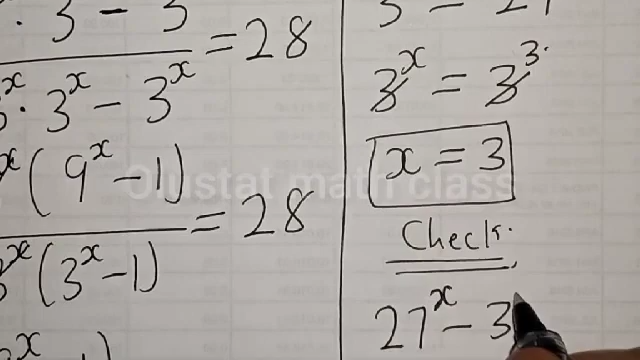 · 3 - 3
= 28
x · 3^x - 3^x
x(9^x - 1)
= 28
x(3^x - 1)
3^x = 3^3.
x = 3
Check.
27^x - 3
Olustat math class